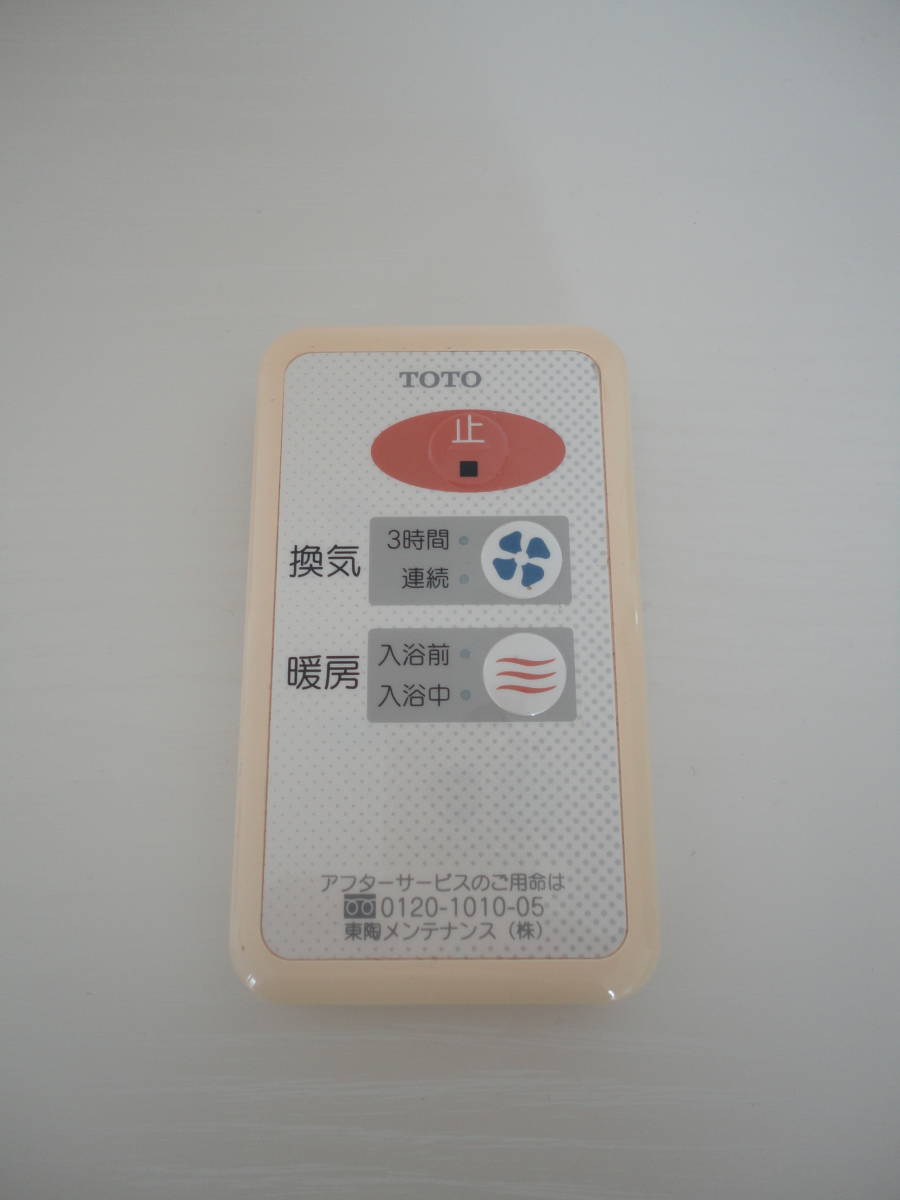 TOTO
止
換気
3時間
連続
暖房
入浴前
入浴中
アフターサービスのご用命は
0120-1010-05
東陶メンテナンス（株）